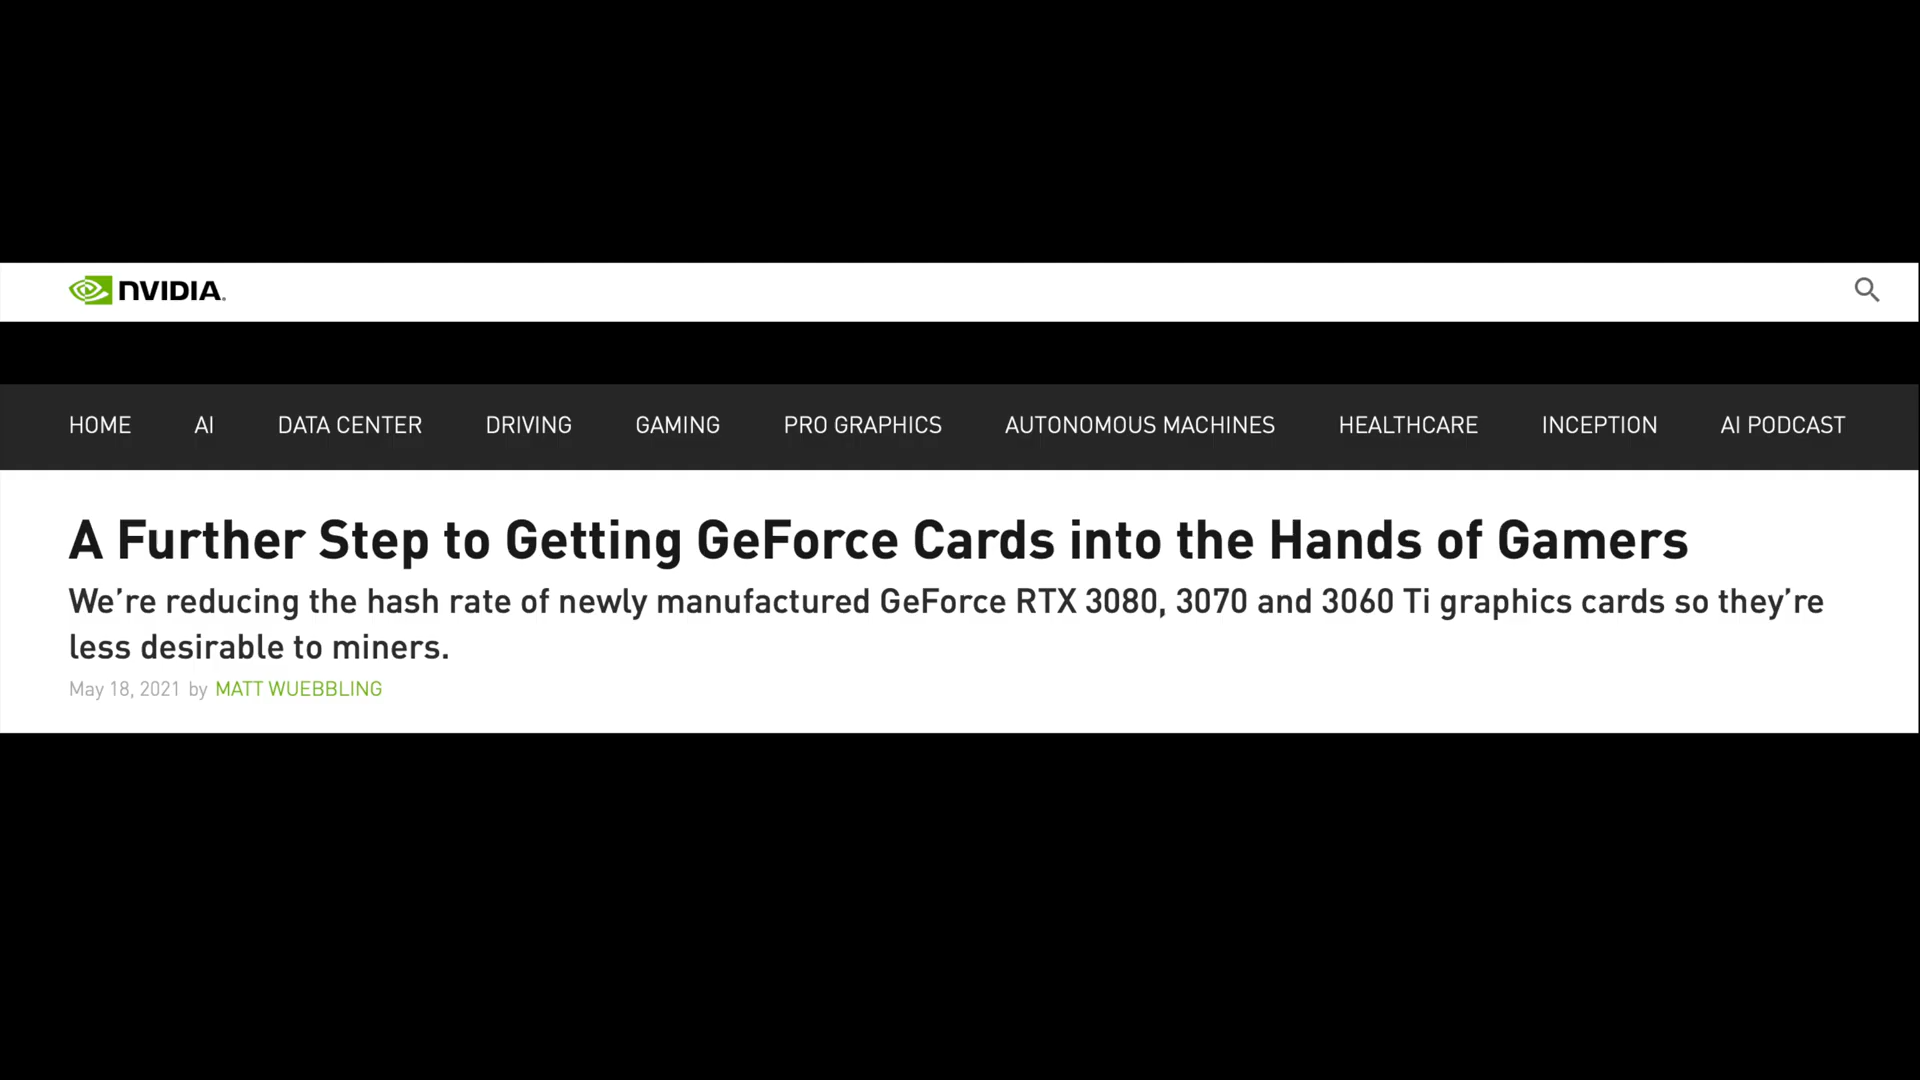 NVIDIA.
HOME AI DATA CENTER DRIVING GAMING PRO GRAPHICS AUTONOMOUS MACHINES HEALTHCARE INCEPTION AI PODCAST
A Further Step to Getting GeForce Cards into the Hands of Gamers
We’re reducing the hash rate of newly manufactured GeForce RTX 3080, 3070 and 3060 Ti graphics cards so they’re
less desirable to miners.
May 18, 2021 by MATT WUEBBLING